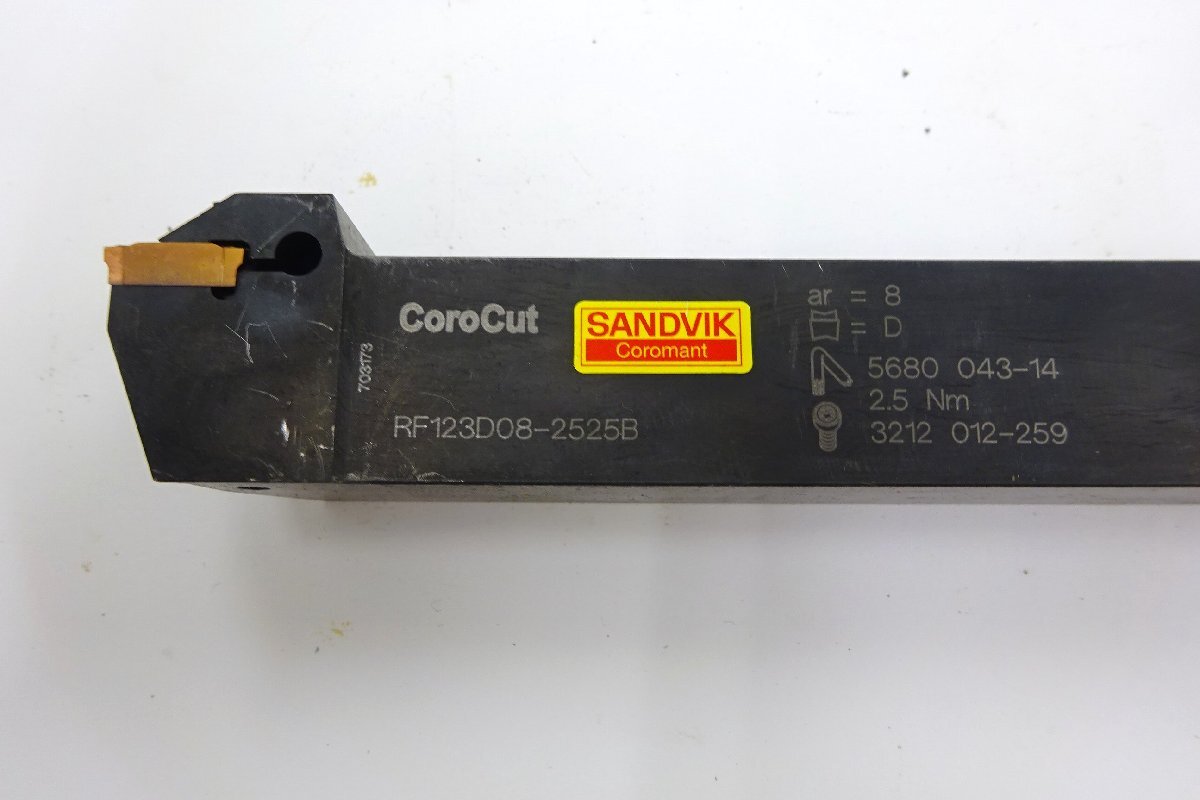 CoroCut
703173
SANDVIK
Coromant
RF123D08-2525B
ar = 8
= D
5680 043-14
2.5 Nm
3212 012-259